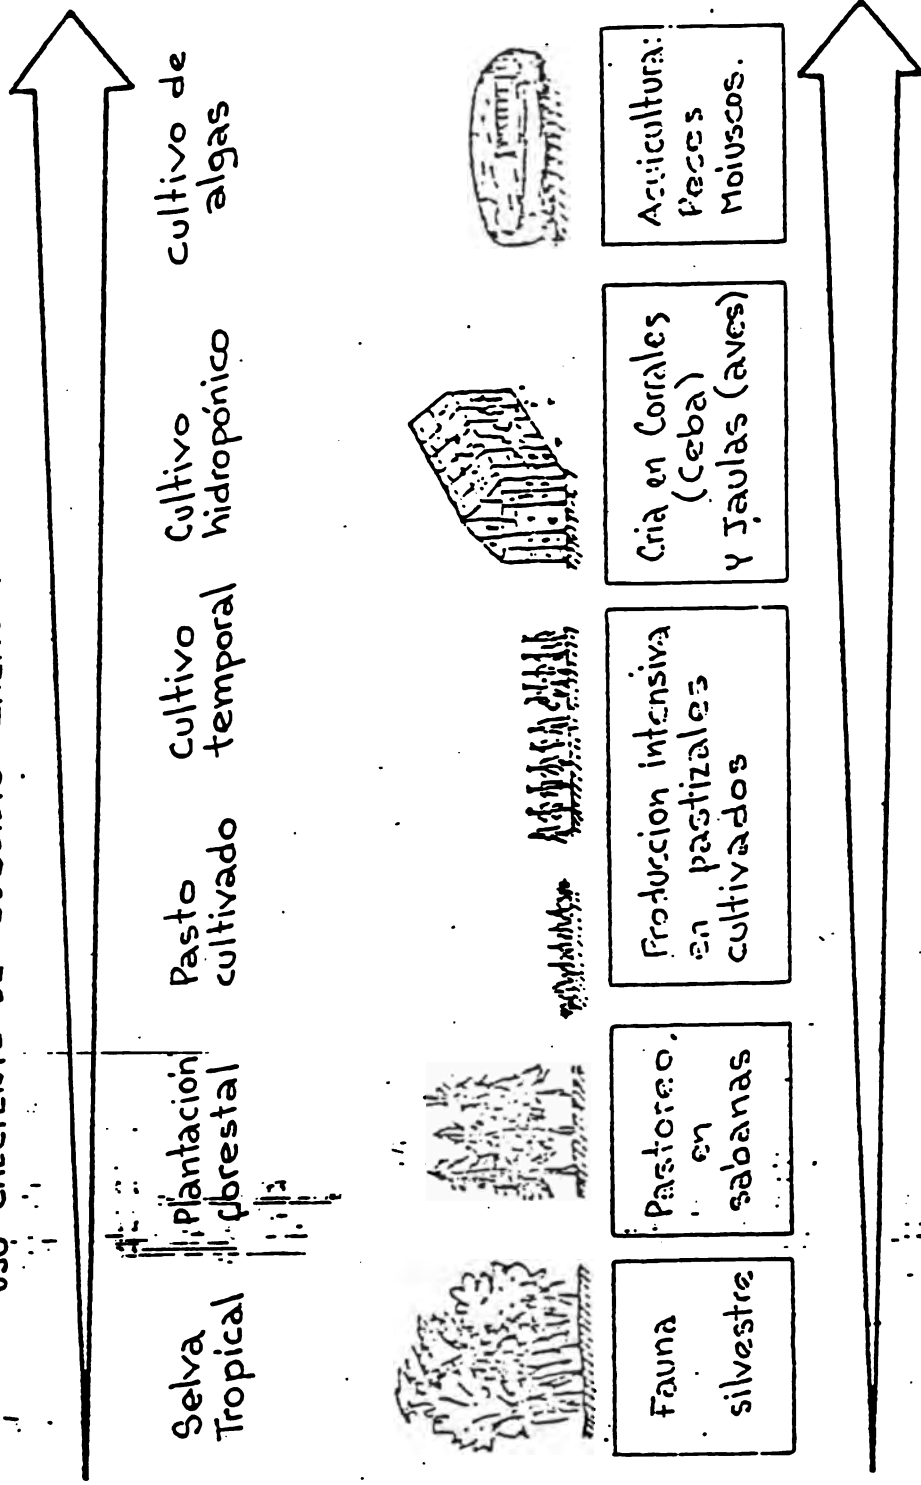 Selva
Tropical
Plantación
forestal
Pasto
cultivado
Cultivo
temporal
Cultivo
hidropónico
cultivo de
algas
Fauna
silvestre
Pastoreo
en
sabanas
Produccion intensiva
en pastizales
cultivados
Cria en Corrales
(Ceba)
Y Jaulas (aves)
Acuicultura:
Peces
Moluscos.